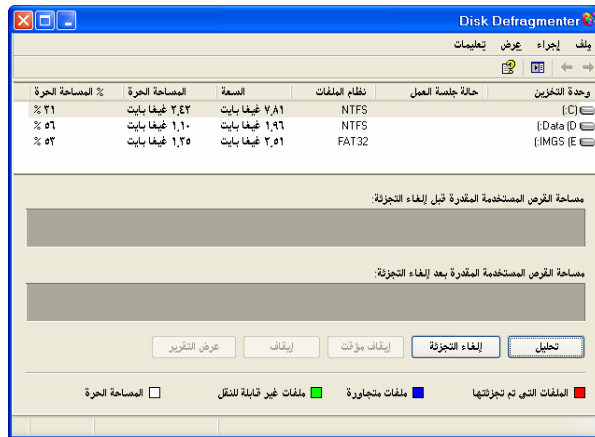 Disk Defragmenter
ملف إجراء عرض تعليمات
وحدة التخزين حالة جلسة العمل نظام الملفات السعة المساحة الحرة % المساحة الحرة
(C:) NTFS ٧,٨١ غيغا بايت ٢,٤٢ غيغا بايت ٣١ %
Data (D:) NTFS ١,٩٦ غيغا بايت ١,١٠ غيغا بايت ٥٦ %
IMGS (E:) FAT32 ٢,٥١ غيغا بايت ١,٣٥ غيغا بايت ٥٣ %
مساحة القرص المستخدمة المقدرة قبل إلغاء التجزئة:
مساحة القرص المستخدمة المقدرة بعد إلغاء التجزئة:
تحليل إلغاء التجزئة إيقاف مؤقت إيقاف عرض التقرير
الملفات التي تم تجزئتها ملفات متجاورة ملفات غير قابلة للنقل المساحة الحرة